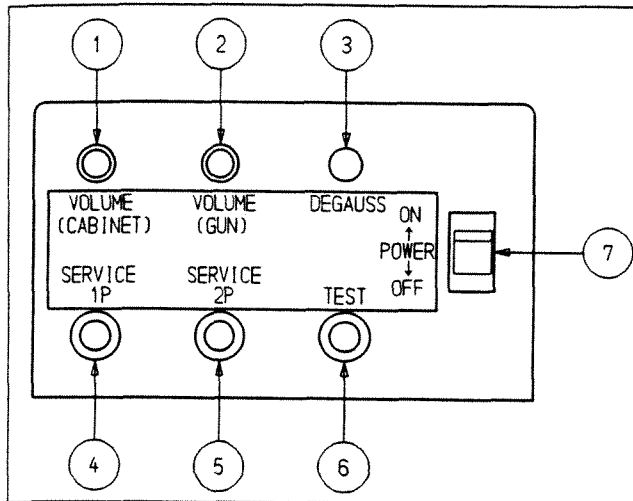 1 2 3
VOLUME (CABINET)
VOLUME (GUN)
DEGAUSS
ON
↑
POWER
↓
OFF
7
SERVICE 1P
SERVICE 2P
TEST
4 5 6